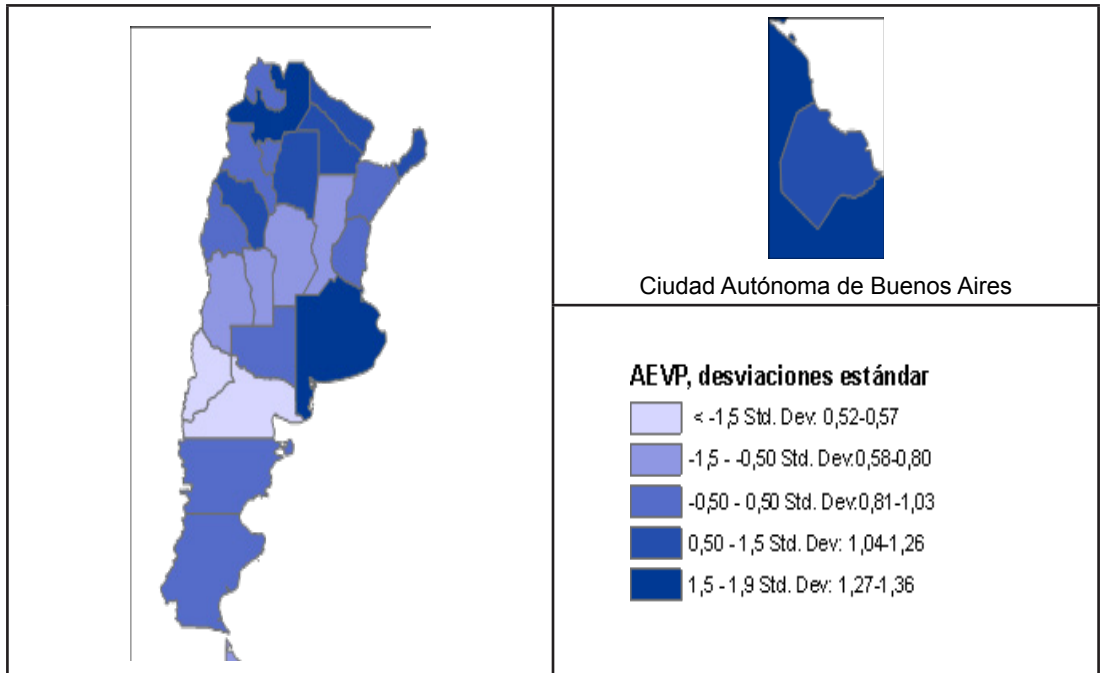 Ciudad Autónoma de Buenos Aires
AEVP, desviaciones estándar
< -1,5 Std. Dev: 0,52-0,57
-1,5 - -0,50 Std. Dev:0,58-0,80
-0,50 - 0,50 Std. Dev:0,81-1,03
0,50 - 1,5 Std. Dev: 1,04-1,26
1,5 - 1,9 Std. Dev: 1,27-1,36